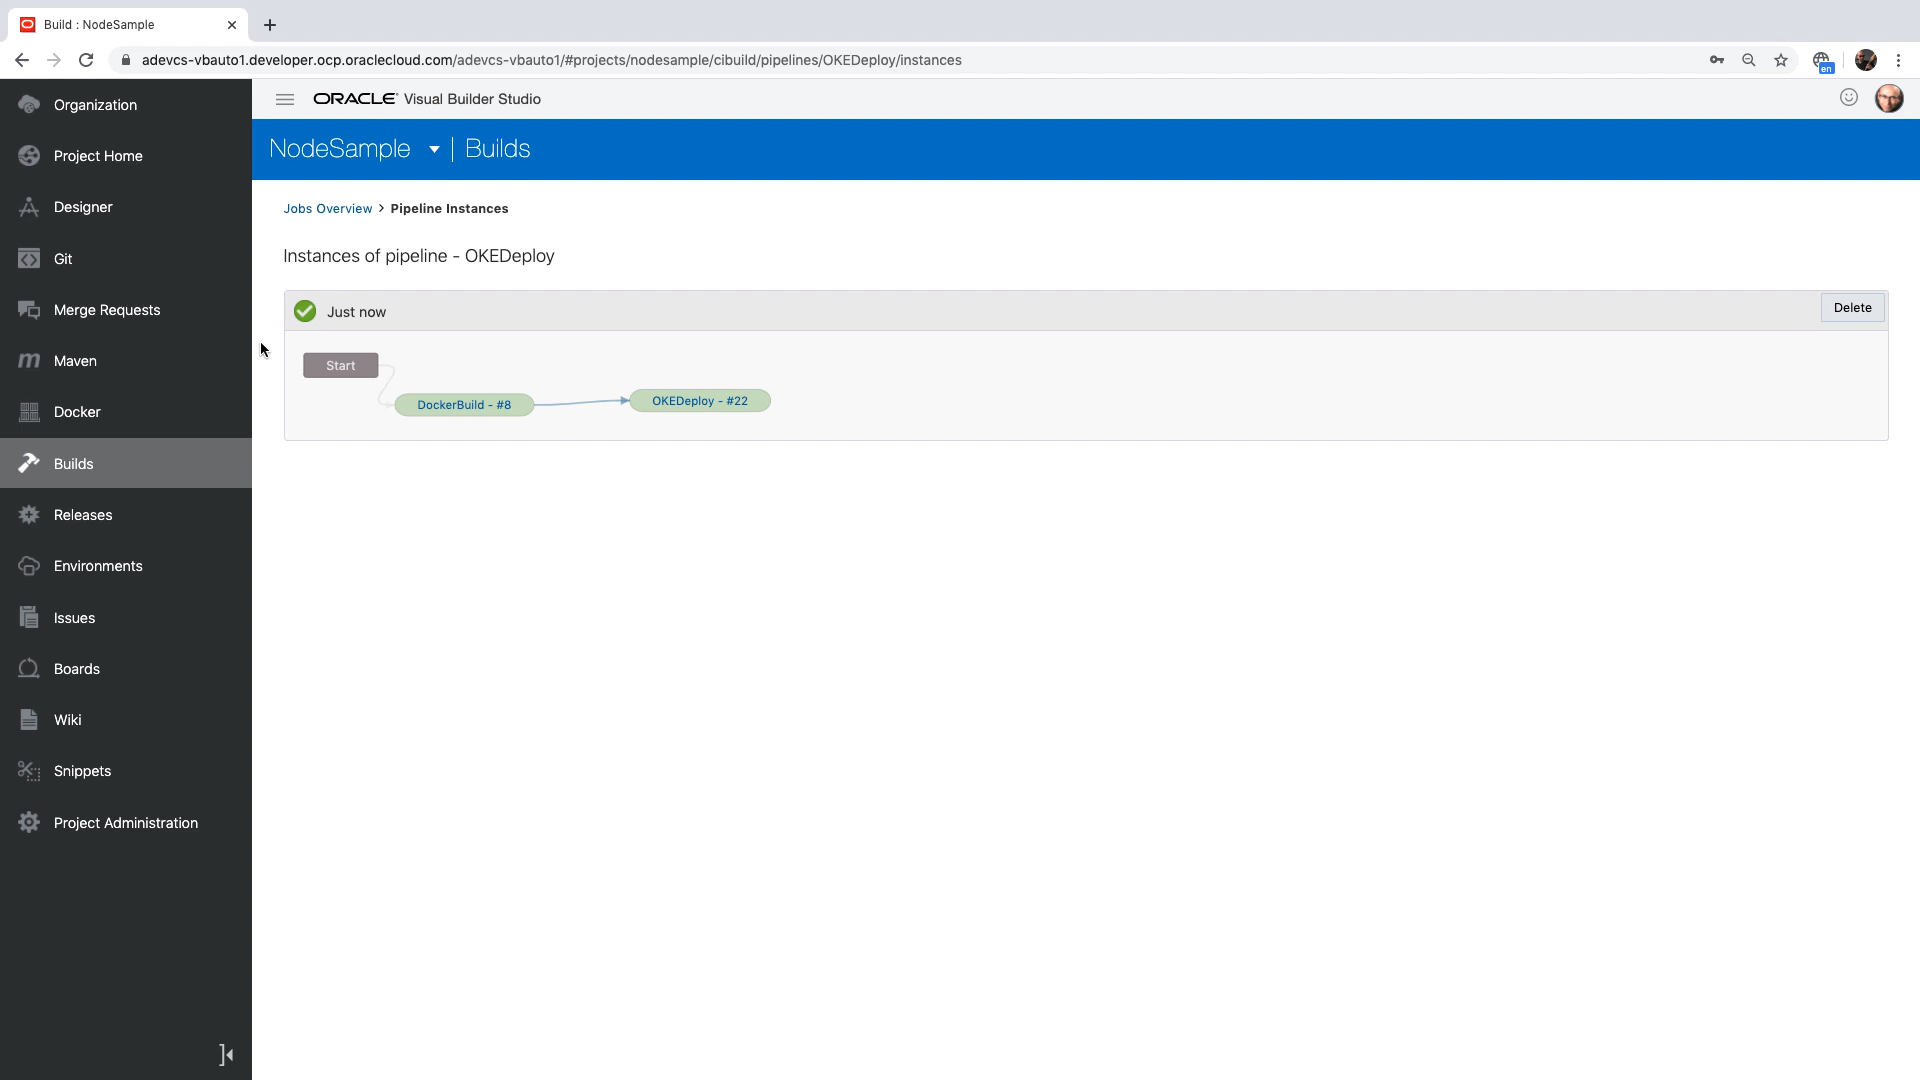 Build : NodeSample
adevcs-vbauto1.developer.ocp.oraclecloud.com/adevcs-vbauto1/#projects/nodesample/cibuild/pipelines/OKEDeploy/instances
en
ORACLE Visual Builder Studio
NodeSample | Builds
Organization
Project Home
Designer
Git
Merge Requests
Maven
Docker
Builds
Releases
Environments
Issues
Boards
Wiki
Snippets
Project Administration
Jobs Overview > Pipeline Instances
Instances of pipeline - OKEDeploy
Just now
Delete
Start
DockerBuild - #8
OKEDeploy - #22